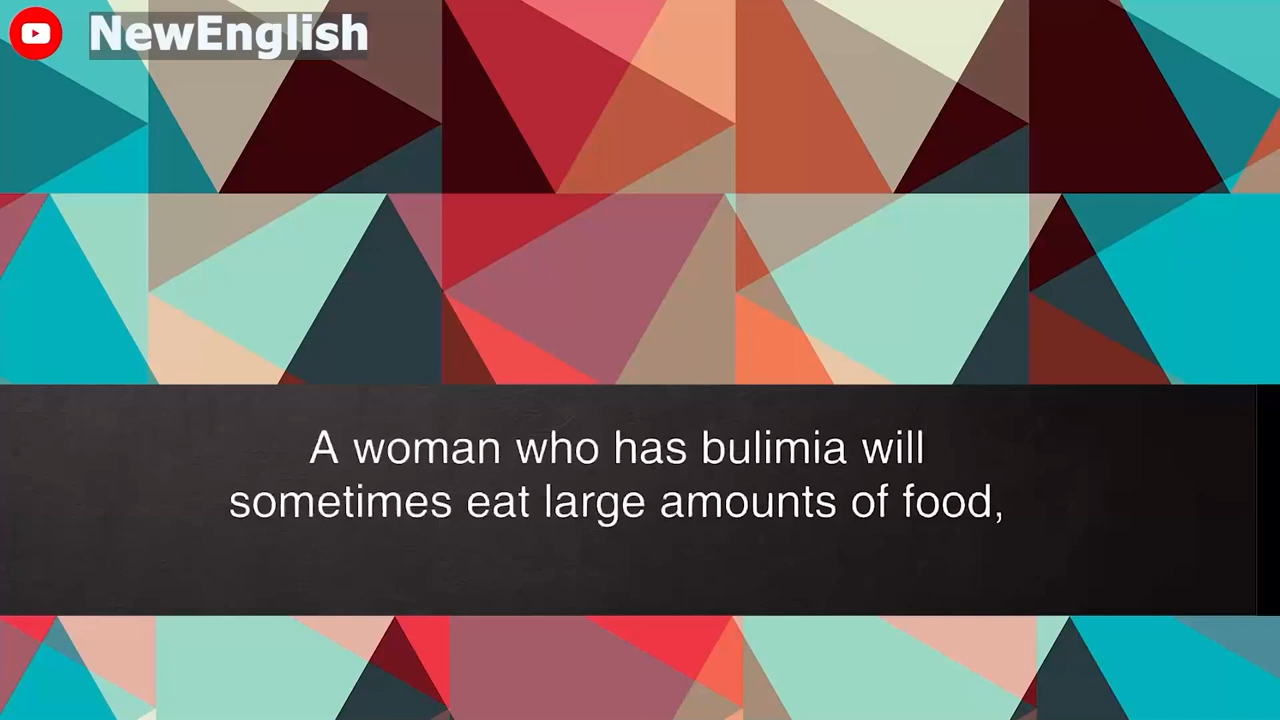 NewEnglish
A woman who has bulimia will
sometimes eat large amounts of food,